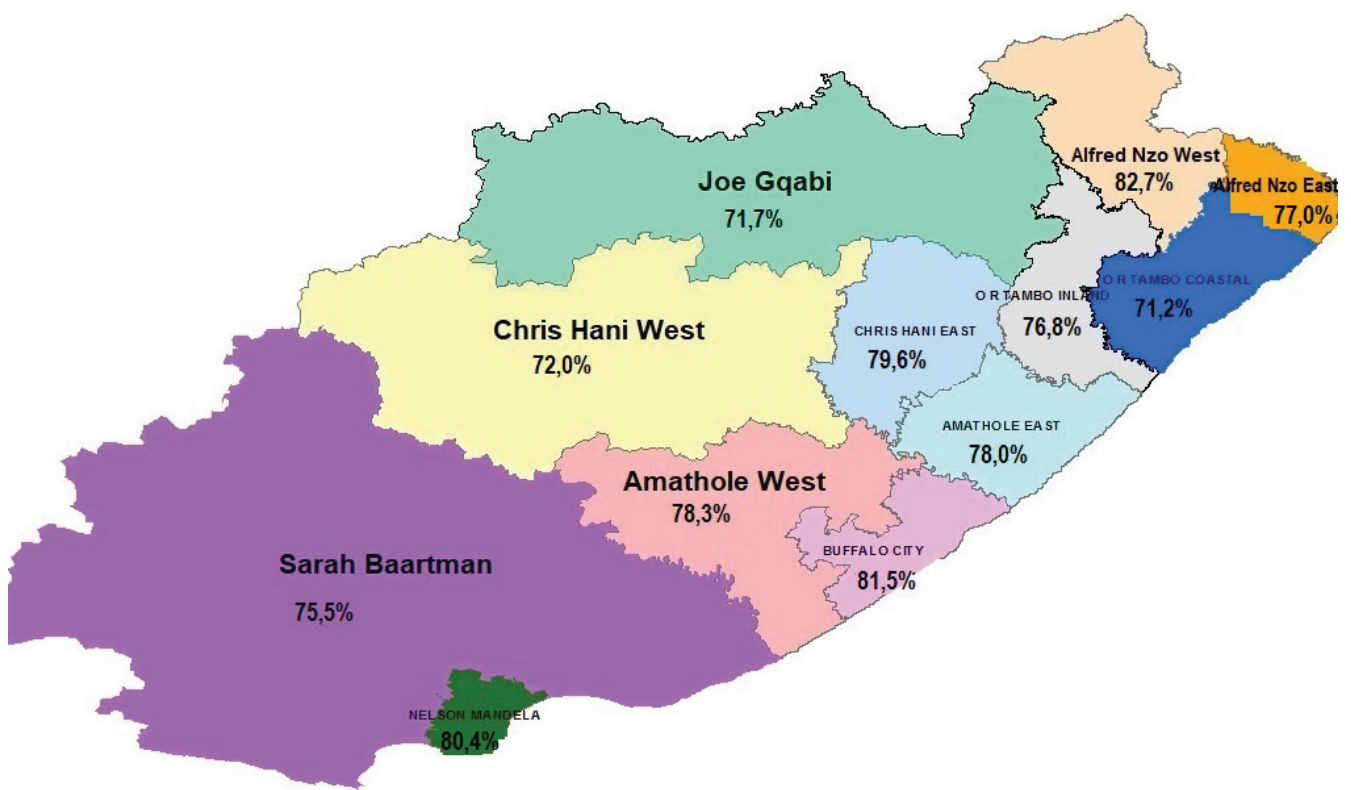 Alfred Nzo West
82,7%
Alfred Nzo East
77,0%
Joe Gqabi
71,7%
O R TAMBO COASTAL
71,2%
O R TAMBO INLAND
76,8%
Chris Hani West
72,0%
CHRIS HANI EAST
79,6%
AMATHOLE EAST
78,0%
Amathole West
78,3%
BUFFALO CITY
81,5%
Sarah Baartman
75,5%
NELSON MANDELA
80,4%